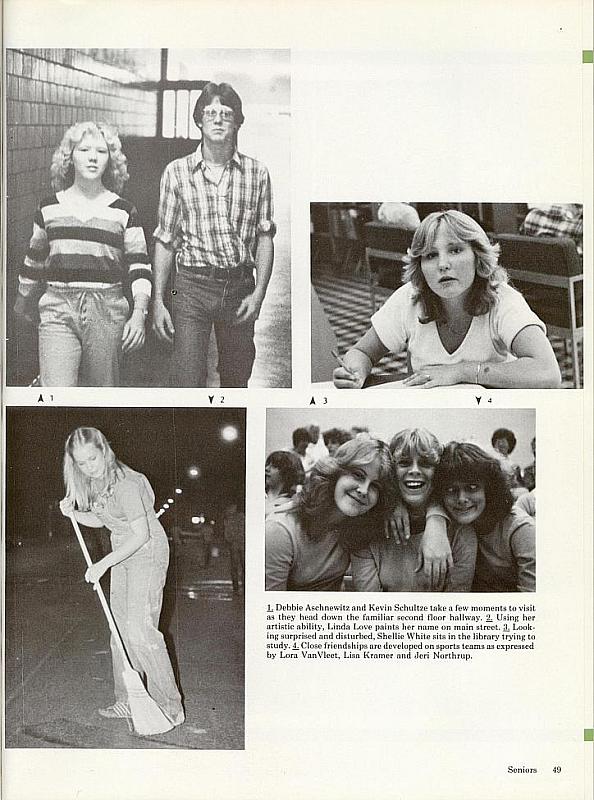 1
2
3
4
1. Debbie Aschnewitz and Kevin Schultze take a few moments to visit
as they head down the familiar second floor hallway. 2. Using her
artistic ability, Linda Love paints her name on main street. 3. Look-
ing surprised and disturbed, Shellie White sits in the library trying to
study. 4. Close friendships are developed on sports teams as expressed
by Lora VanVleet, Lisa Kramer and Jeri Northrup.
Seniors 49